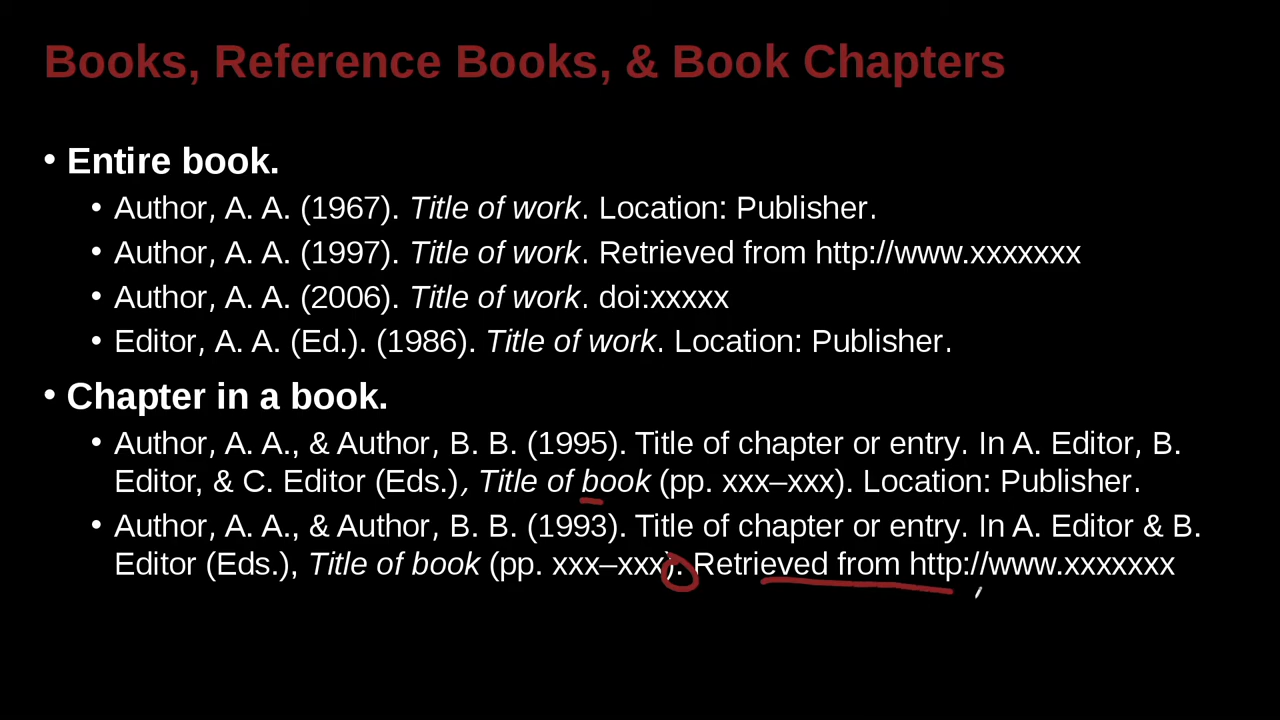 Books, Reference Books, & Book Chapters
• Entire book.
• Author, A. A. (1967). Title of work. Location: Publisher.
• Author, A. A. (1997). Title of work. Retrieved from http://www.xxxxxxx
• Author, A. A. (2006). Title of work. doi:xxxxx
• Editor, A. A. (Ed.). (1986). Title of work. Location: Publisher.
• Chapter in a book.
• Author, A. A., & Author, B. B. (1995). Title of chapter or entry. In A. Editor, B.
Editor, & C. Editor (Eds.), Title of book (pp. xxx–xxx). Location: Publisher.
• Author, A. A., & Author, B. B. (1993). Title of chapter or entry. In A. Editor & B.
Editor (Eds.), Title of book (pp. xxx–xxx). Retrieved from http://www.xxxxxxx